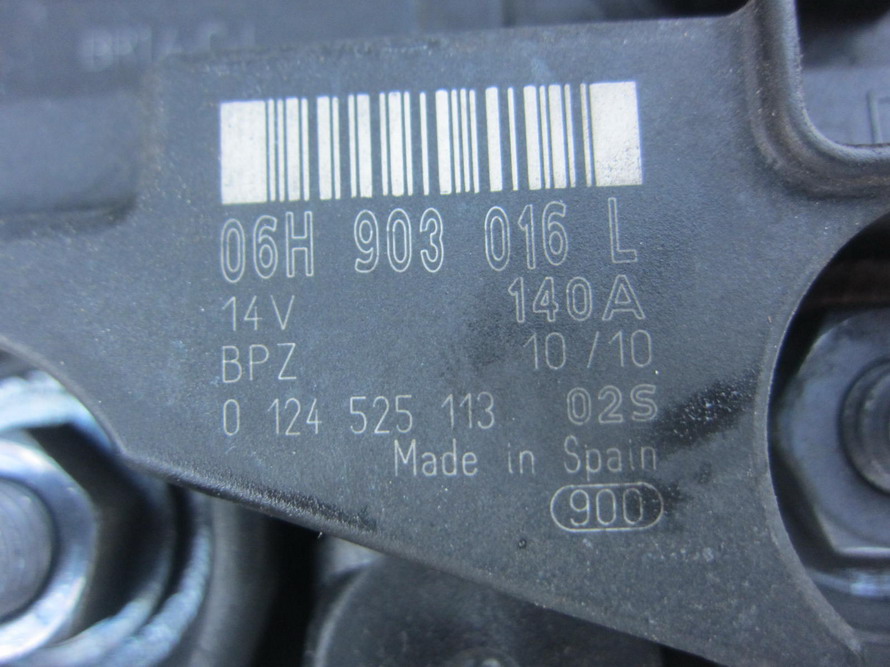 06H 903 016 L
14V 140A
BPZ 10/10
0 124 525 113 02S
Made in Spain
900